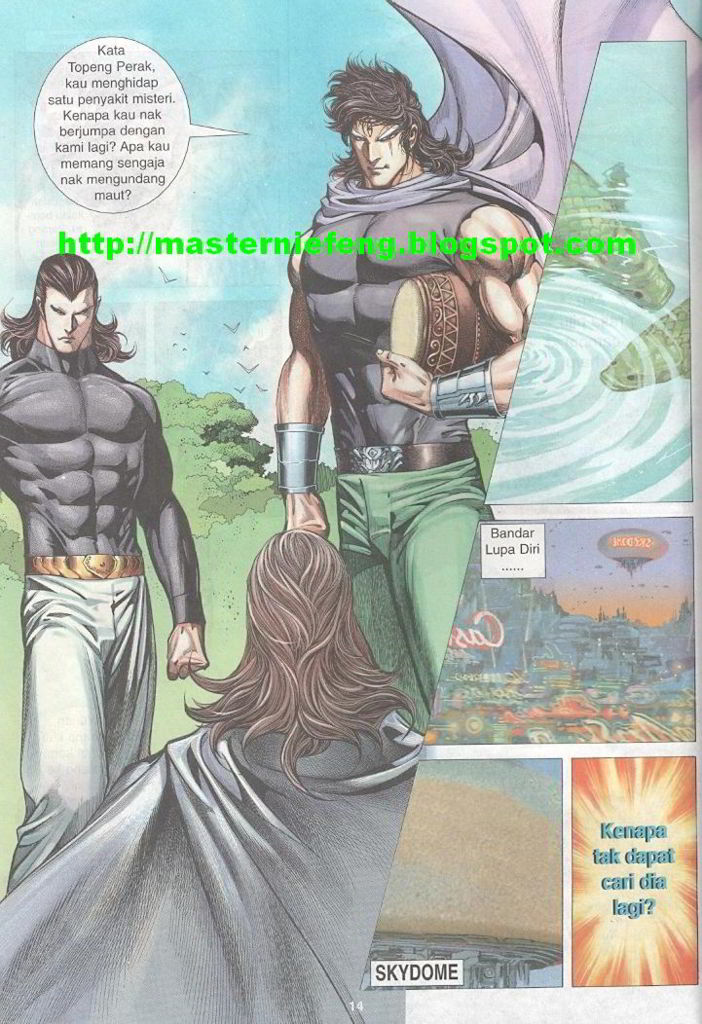 Kata
Topeng Perak,
kau menghidap
satu penyakit misteri.
Kenapa kau nak
berjumpa dengan
kami lagi? Apa kau
memang sengaja
nak mengundang
maut?
http://masterniefeng.blogspot.com
Bandar
Lupa Diri
......
SKYDOME
Kenapa
tak dapat
cari dia
lagi?
14